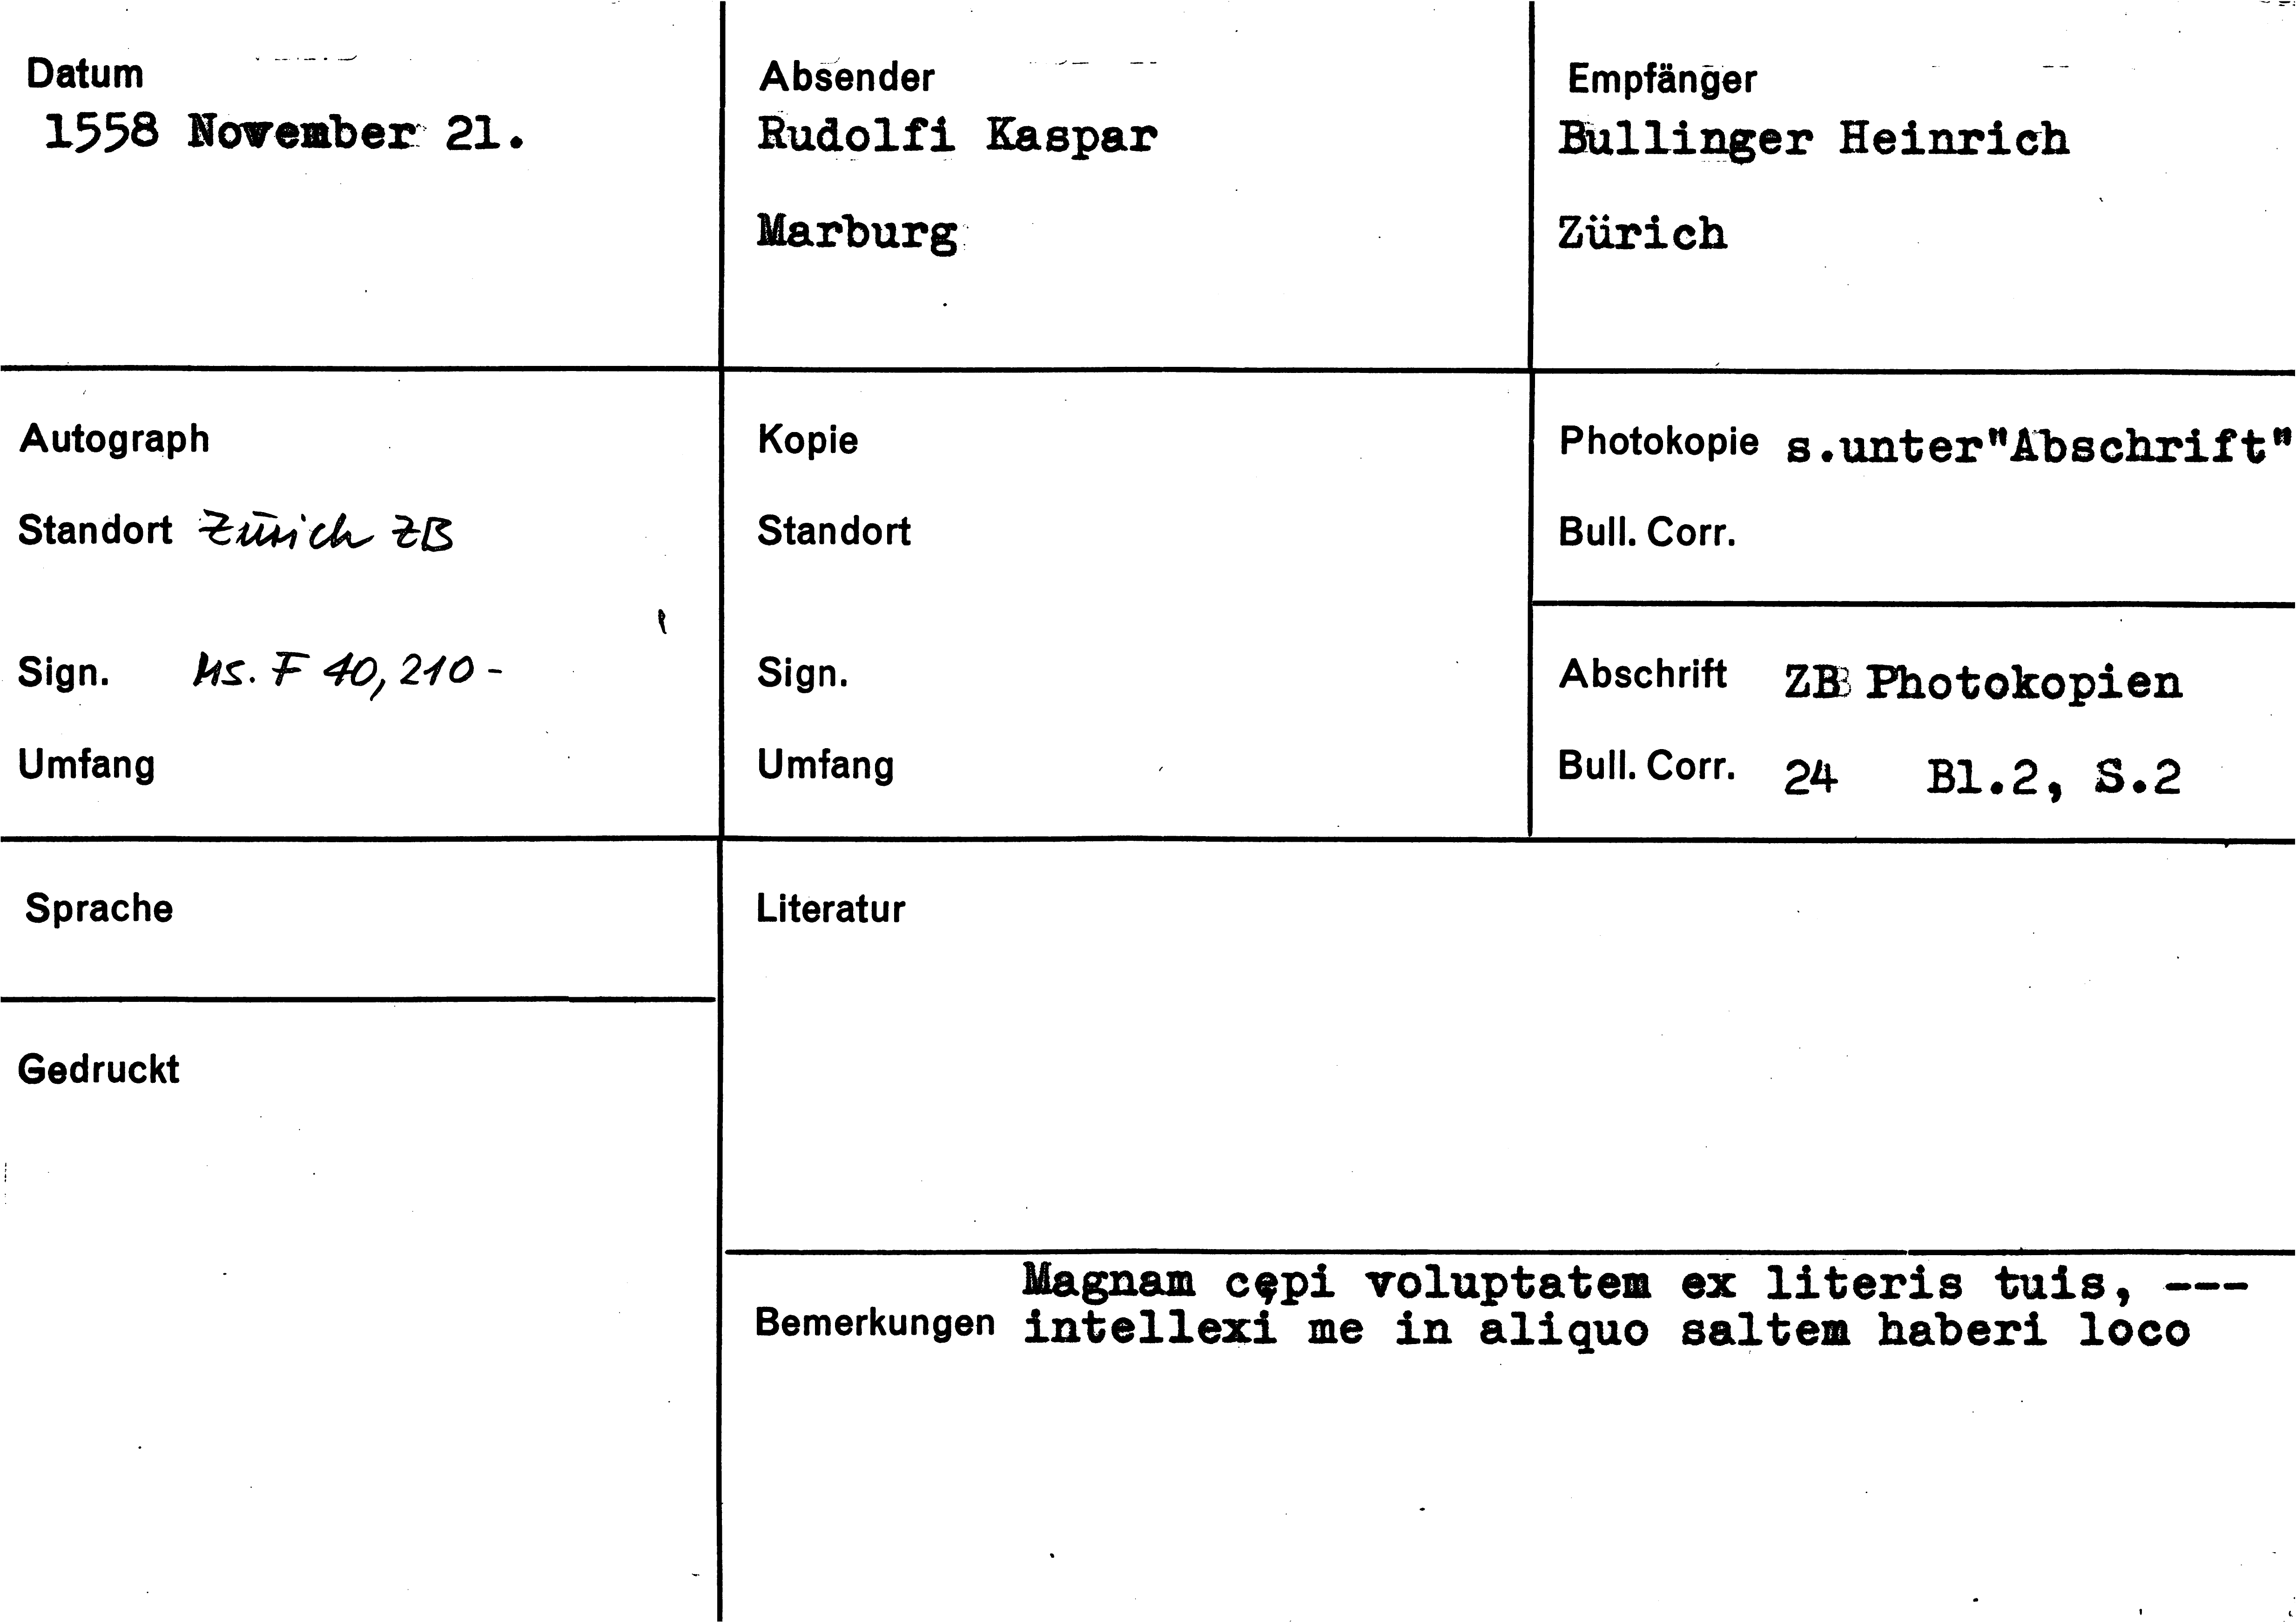 Datum
1558 November 21.
Absender
Rudolfi Kaspar
Marburg
Empfänger
Bullinger Heinrich
Zürich
Autograph
Standort Zürich ZB
Sign. Ms. F 40, 210-
Umfang
Kopie
Standort
Sign.
Umfang
Photokopie s.unter"Abschrift"
Bull. Corr.
Abschrift ZB Photokopien
Bull. Corr. 24 Bl.2, S.2
Sprache
Gedruckt
Literatur
Magnam cępi voluptatem ex literis tuis, ---
Bemerkungen intellexi me in aliquo saltem haberi loco